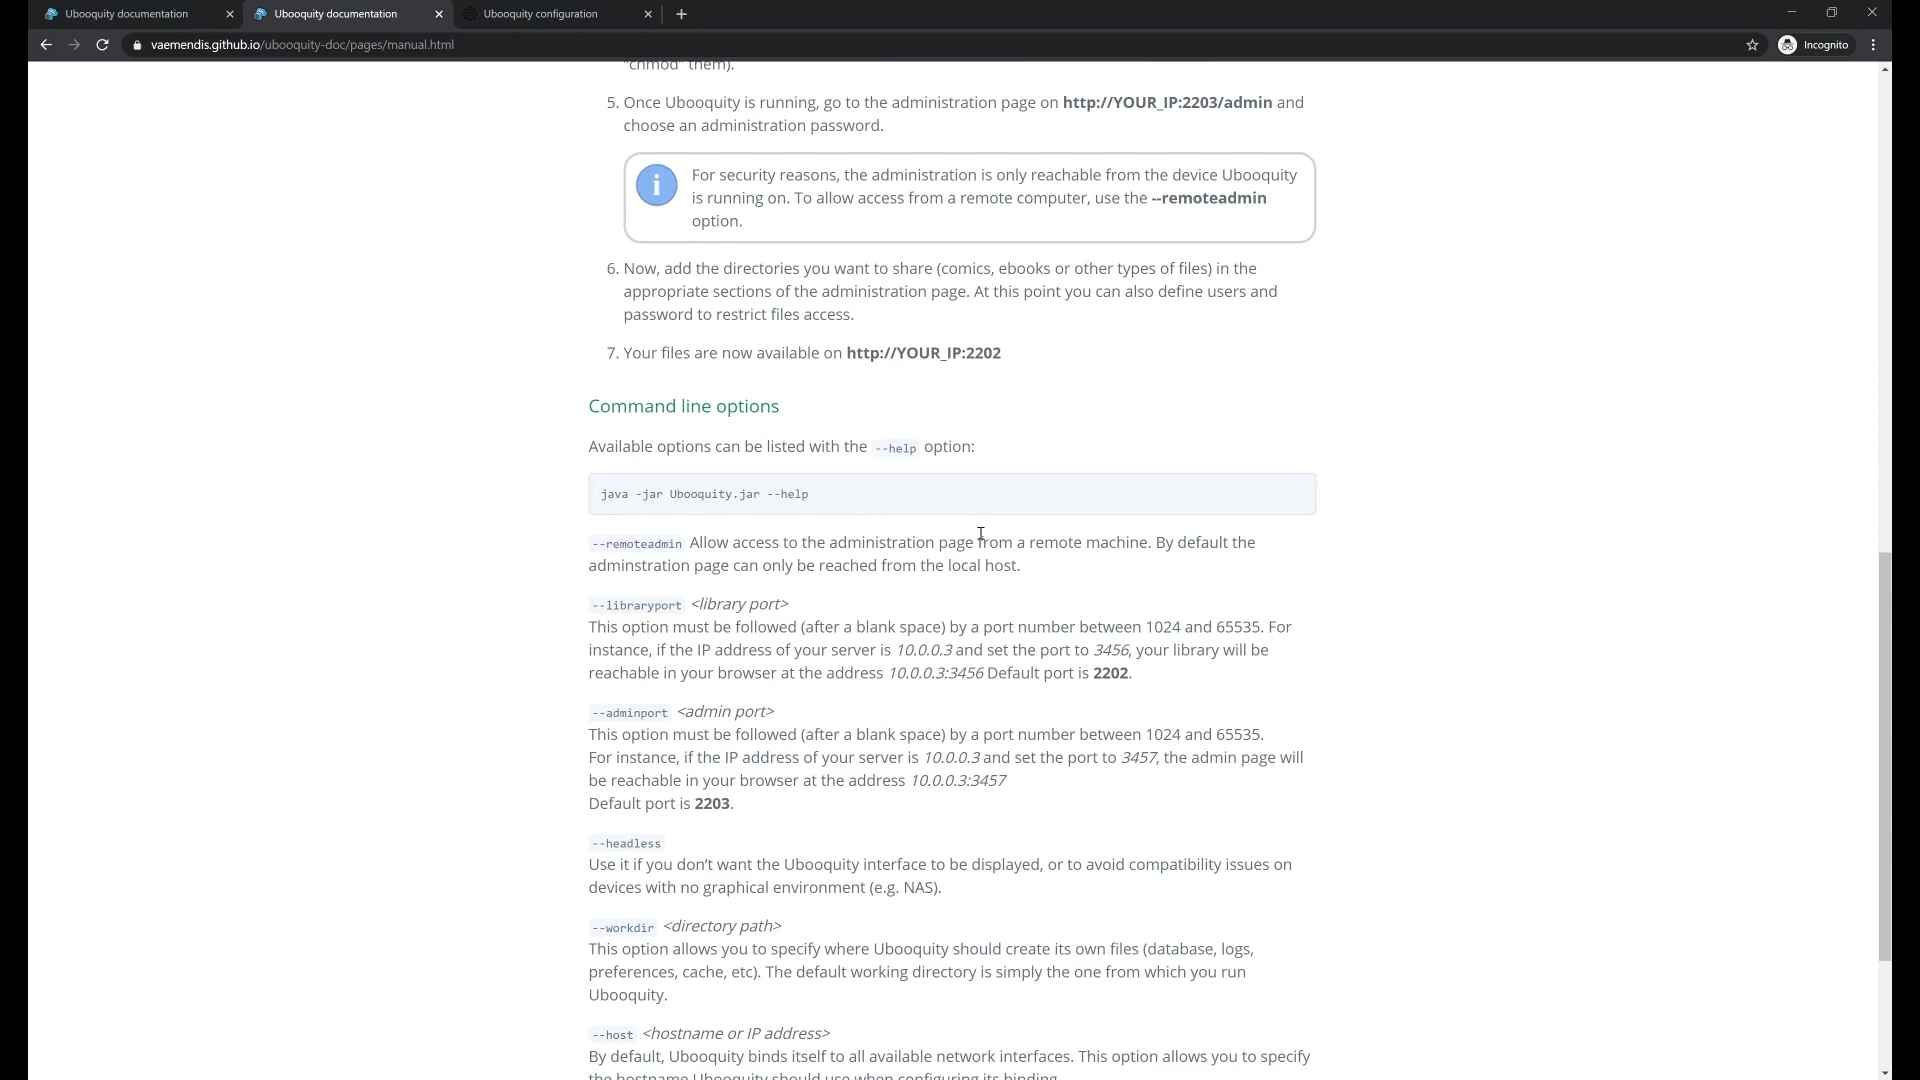 Ubooquity documentation
Ubooquity documentation
Ubooquity configuration
vaemendis.github.io/ubooquity-doc/pages/manual.html
Incognito
"chmod" them).
5. Once Ubooquity is running, go to the administration page on http://YOUR_IP:2203/admin and
choose an administration password.
i
For security reasons, the administration is only reachable from the device Ubooquity
is running on. To allow access from a remote computer, use the --remoteadmin
option.
6. Now, add the directories you want to share (comics, ebooks or other types of files) in the
appropriate sections of the administration page. At this point you can also define users and
password to restrict files access.
7. Your files are now available on http://YOUR_IP:2202
Command line options
Available options can be listed with the --help option:
java -jar Ubooquity.jar --help
--remoteadmin Allow access to the administration page from a remote machine. By default the
adminstration page can only be reached from the local host.
--libraryport <library port>
This option must be followed (after a blank space) by a port number between 1024 and 65535. For
instance, if the IP address of your server is 10.0.0.3 and set the port to 3456, your library will be
reachable in your browser at the address 10.0.0.3:3456 Default port is 2202.
--adminport <admin port>
This option must be followed (after a blank space) by a port number between 1024 and 65535.
For instance, if the IP address of your server is 10.0.0.3 and set the port to 3457, the admin page will
be reachable in your browser at the address 10.0.0.3:3457
Default port is 2203.
--headless
Use it if you don't want the Ubooquity interface to be displayed, or to avoid compatibility issues on
devices with no graphical environment (e.g. NAS).
--workdir <directory path>
This option allows you to specify where Ubooquity should create its own files (database, logs,
preferences, cache, etc). The default working directory is simply the one from which you run
Ubooquity.
--host <hostname or IP address>
By default, Ubooquity binds itself to all available network interfaces. This option allows you to specify
the hostname Ubooquity should use when configuring its binding.